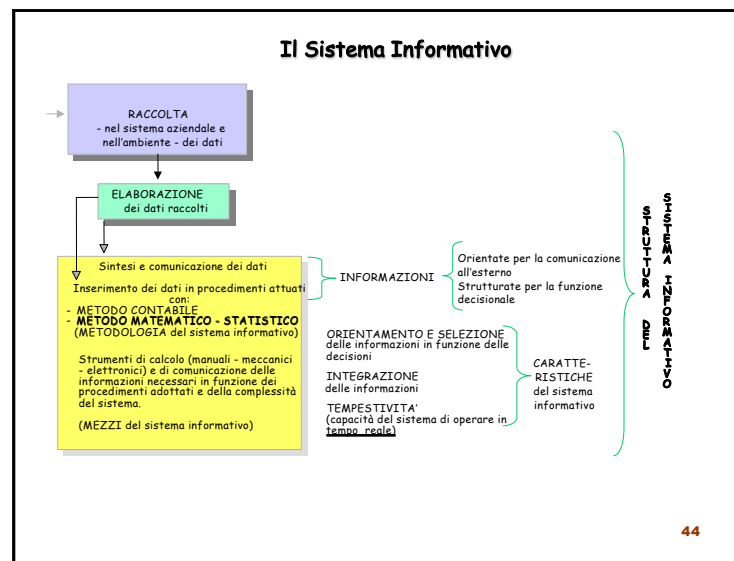 Il Sistema Informativo
RACCOLTA
- nel sistema aziendale e
nell'ambiente - dei dati
ELABORAZIONE
dei dati raccolti
Sintesi e comunicazione dei dati
Inserimento dei dati in procedimenti attuati
con:
- METODO CONTABILE
- METODO MATEMATICO - STATISTICO
(METODOLOGIA del sistema informativo)
Strumenti di calcolo (manuali - meccanici
- elettronici) e di comunicazione delle
informazioni necessari in funzione dei
procedimenti adottati e della complessità
del sistema.
(MEZZI del sistema informativo)
INFORMAZIONI
Orientate per la comunicazione
all'esterno
Strutturate per la funzione
decisionale
ORIENTAMENTO E SELEZIONE
delle informazioni in funzione delle
decisioni
INTEGRAZIONE
delle informazioni
TEMPESTIVITA'
(capacità del sistema di operare in
tempo reale)
CARATTE-
RISTICHE
del sistema
informativo
STRUTTURA DEL
SISTEMA INFORMATIVO
44